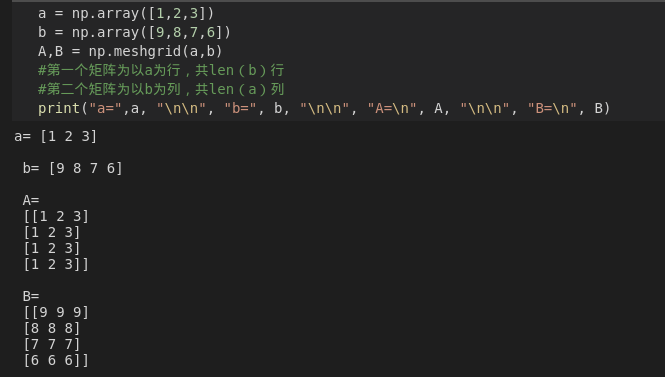 a = np.array([1,2,3])
b = np.array([9,8,7,6])
A,B = np.meshgrid(a,b)
#第一个矩阵为以a为行，共len（b）行
#第二个矩阵为以b为列，共len（a）列
print("a=",a, "\n\n", "b=", b, "\n\n", "A=\n", A, "\n\n", "B=\n", B)
a= [1 2 3]
b= [9 8 7 6]
A=
[[1 2 3]
[1 2 3]
[1 2 3]
[1 2 3]]
B=
[[9 9 9]
[8 8 8]
[7 7 7]
[6 6 6]]